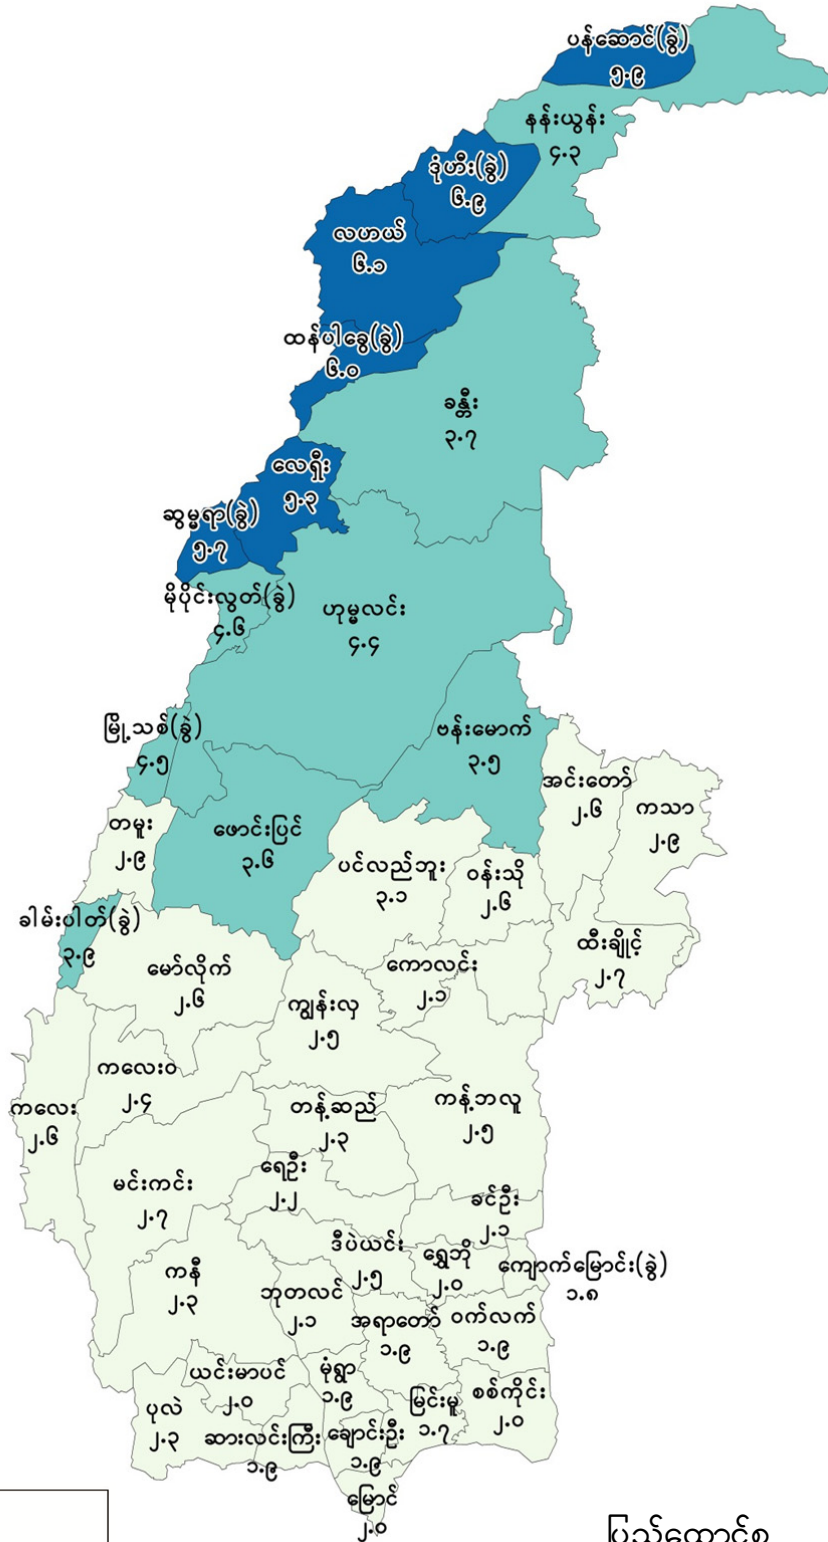 ပန်ဆောင်(ခွဲ)
၅.၉
နန်းယွန်း
၄.၃
ဒုံဟီး(ခွဲ)
၆.၉
လဟယ်
၆.၁
ထန်ပါခွေ(ခွဲ)
၆.၀
ခန္တီး
၃.၇
လေရှီး
၅.၃
ဆွမ္မရာ(ခွဲ)
၅.၇
မိုပိုင်းလွတ်(ခွဲ)
၄.၆
ဟုမ္မလင်း
၄.၄
မြို့သစ်(ခွဲ)
၄.၅
ဗန်းမောက်
၃.၅
အင်းတော်
၂.၆
ကသာ
၂.၉
တမူး
၂.၉
ဖောင်းပြင်
၃.၆
ပင်လည်ဘူး
၃.၁
ဝန်းသို
၂.၆
ခါမ်းပါတ်(ခွဲ)
၃.၉
မော်လိုက်
၂.၆
ကောလင်း
၂.၁
ထီးချိုင့်
၂.၇
ကျွန်းလှ
၂.၅
ကလေးဝ
၂.၄
ကလေး
၂.၆
တန့်ဆည်
၂.၃
ကန့်ဘလူ
၂.၅
မင်းကင်း
၂.၇
ရေဦး
၂.၂
ခင်ဦး
၂.၁
ဒီပဲယင်း
၂.၅
ရွှေဘို
၂.၀
ကျောက်မြောင်း(ခွဲ)
၁.၈
ကနီ
၂.၃
ဘုတလင်
၂.၁
အရာတော်
၁.၉
ဝက်လက်
၁.၉
ယင်းမာပင်
၂.၀
မုံရွာ
၁.၉
မြင်းမူ
၁.၇
စစ်ကိုင်း
၂.၀
ပုလဲ
၂.၃
ဆားလင်းကြီး
၁.၉
ချောင်းဦး
၁.၉
မြောင်
၂.၀
ပြည်ထောင်စု